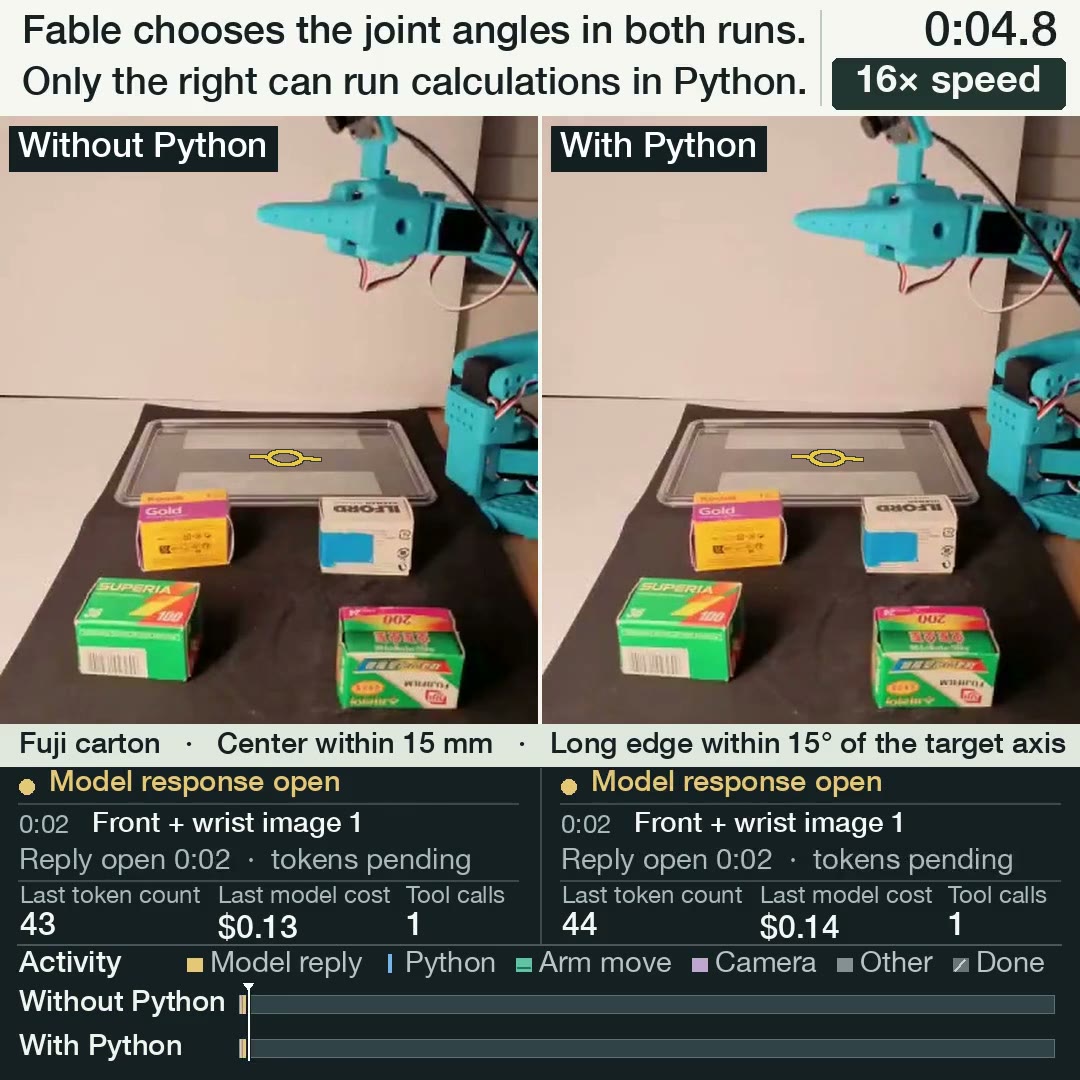 Fable chooses the joint angles in both runs.
Only the right can run calculations in Python.
0:04.8
16× speed
Without Python
With Python
Kodak
Gold
ILFORD
SUPERIA
36
100
200
FUJIFILM
Kodak
Gold
ILFORD
SUPERIA
36
100
200
FUJIFILM
Fuji carton · Center within 15 mm · Long edge within 15° of the target axis
Model response open
0:02 Front + wrist image 1
Reply open 0:02 · tokens pending
Last token count Last model cost Tool calls
43 $0.13 1
Model response open
0:02 Front + wrist image 1
Reply open 0:02 · tokens pending
Last token count Last model cost Tool calls
44 $0.14 1
Activity Model reply Python Arm move Camera Other Done
Without Python
With Python